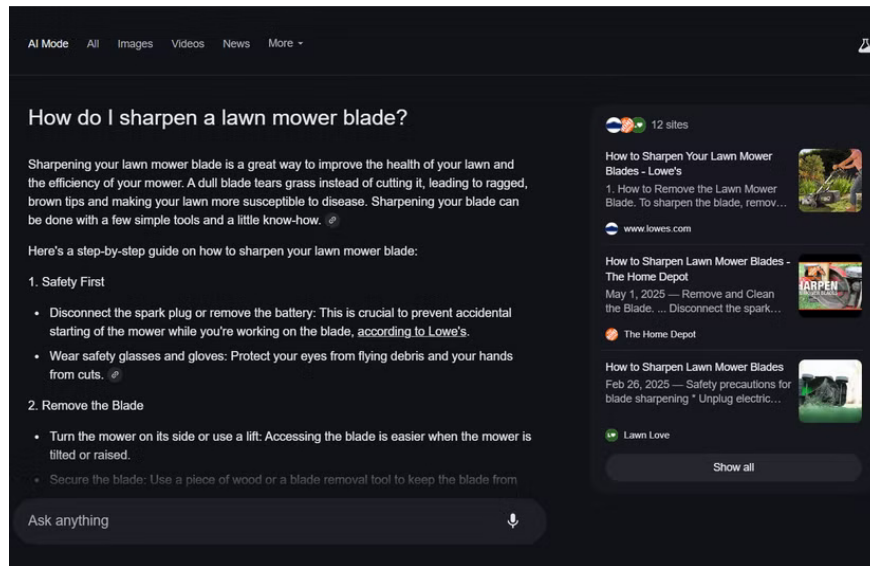 AI Mode All Images Videos News More
How do I sharpen a lawn mower blade?
Sharpening your lawn mower blade is a great way to improve the health of your lawn and
the efficiency of your mower. A dull blade tears grass instead of cutting it, leading to ragged,
brown tips and making your lawn more susceptible to disease. Sharpening your blade can
be done with a few simple tools and a little know-how.
Here's a step-by-step guide on how to sharpen your lawn mower blade:
1. Safety First
• Disconnect the spark plug or remove the battery: This is crucial to prevent accidental
starting of the mower while you're working on the blade, according to Lowe's.
• Wear safety glasses and gloves: Protect your eyes from flying debris and your hands
from cuts.
2. Remove the Blade
• Turn the mower on its side or use a lift: Accessing the blade is easier when the mower is
tilted or raised.
• Secure the blade: Use a piece of wood or a blade removal tool to keep the blade from
Ask anything
12 sites
How to Sharpen Your Lawn Mower
Blades - Lowe's
1. How to Remove the Lawn Mower
Blade. To sharpen the blade, remov...
www.lowes.com
How to Sharpen Lawn Mower Blades -
The Home Depot
May 1, 2025 — Remove and Clean
the Blade. ... Disconnect the spark...
The Home Depot
HARPEN
How to Sharpen Lawn Mower Blades
Feb 26, 2025 — Safety precautions for
blade sharpening * Unplug electric...
Lawn Love
Show all